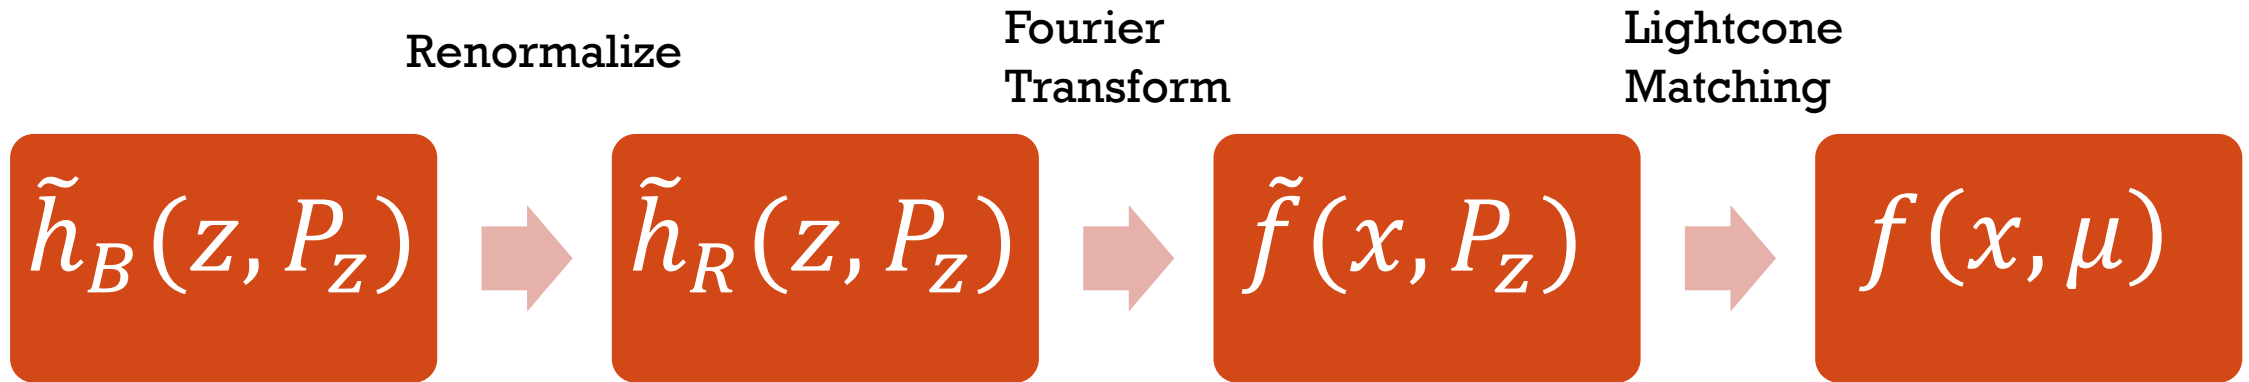 Renormalize
Fourier
Transform
Lightcone
Matching
h̃_B(z, P_z)
h̃_R(z, P_z)
f̃(x, P_z)
f(x, μ)